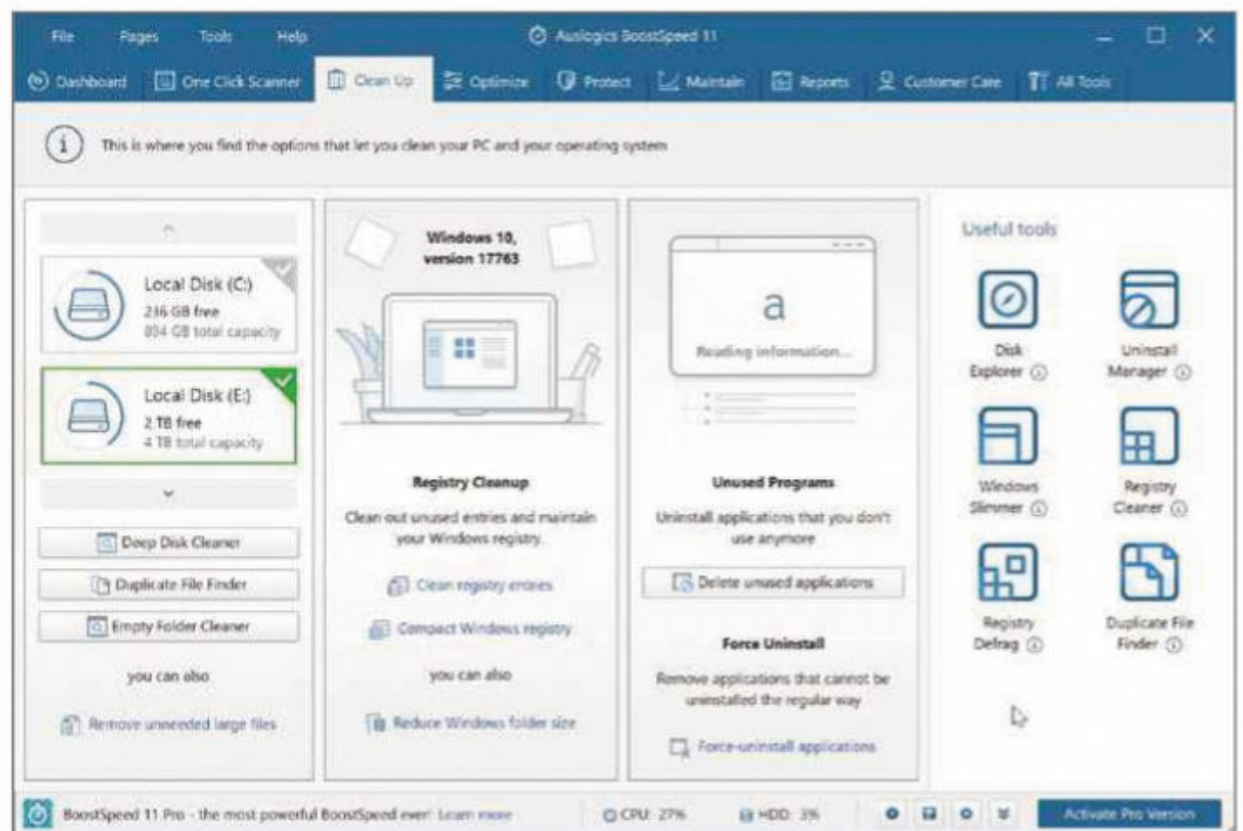 File Pages Tools Help
Auslogics BoostSpeed 11
Dashboard One Click Scanner Clean Up Optimize Protect Maintain Reports Customer Care All Tools
This is where you find the options that let you clean your PC and your operating system
Local Disk (C:)
236 GB free
894 GB total capacity
Local Disk (E:)
2 TB free
4 TB total capacity
Deep Disk Cleaner
Duplicate File Finder
Empty Folder Cleaner
you can also
Remove unneeded large files
Windows 10,
version 17763
Registry Cleanup
Clean out unused entries and maintain
your Windows registry.
Clean registry entries
Compact Windows registry
you can also
Reduce Windows folder size
a
Reading information...
Unused Programs
Uninstall applications that you don't
use anymore
Delete unused applications
Force Uninstall
Remove applications that cannot be
uninstalled the regular way
Force-uninstall applications
Useful tools
Disk
Explorer
Uninstall
Manager
Windows
Slimmer
Registry
Cleaner
Registry
Defrag
Duplicate File
Finder
BoostSpeed 11 Pro - the most powerful BoostSpeed ever! Learn more
CPU: 27%
HDD: 3%
Activate Pro Version